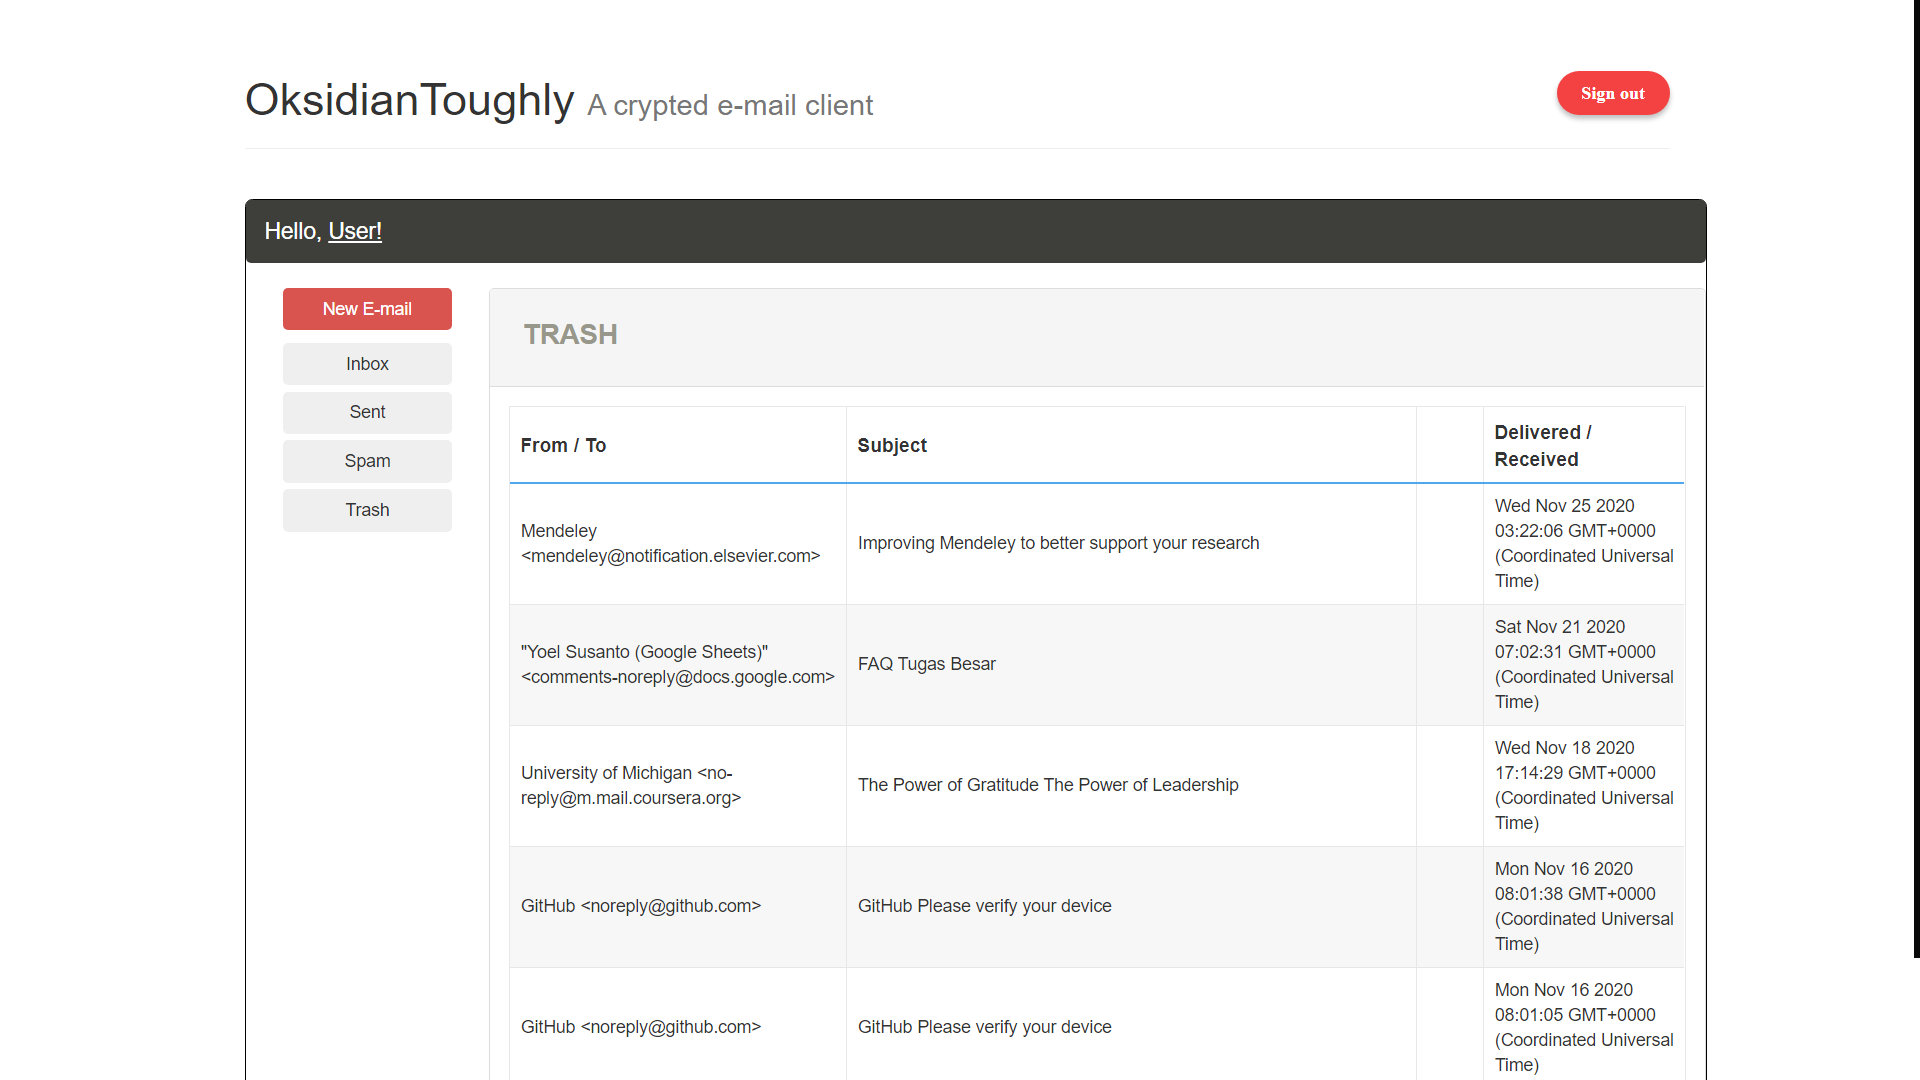 OksidianToughly A crypted e-mail client
Sign out
Hello, User!
New E-mail
Inbox
Sent
Spam
Trash
TRASH
From / To
Subject
Delivered /
Received
Mendeley
<mendeley@notification.elsevier.com>
Improving Mendeley to better support your research
Wed Nov 25 2020
03:22:06 GMT+0000
(Coordinated Universal
Time)
"Yoel Susanto (Google Sheets)"
<comments-noreply@docs.google.com>
FAQ Tugas Besar
Sat Nov 21 2020
07:02:31 GMT+0000
(Coordinated Universal
Time)
University of Michigan <no-
reply@m.mail.coursera.org>
The Power of Gratitude The Power of Leadership
Wed Nov 18 2020
17:14:29 GMT+0000
(Coordinated Universal
Time)
GitHub <noreply@github.com>
GitHub Please verify your device
Mon Nov 16 2020
08:01:38 GMT+0000
(Coordinated Universal
Time)
GitHub <noreply@github.com>
GitHub Please verify your device
Mon Nov 16 2020
08:01:05 GMT+0000
(Coordinated Universal
Time)